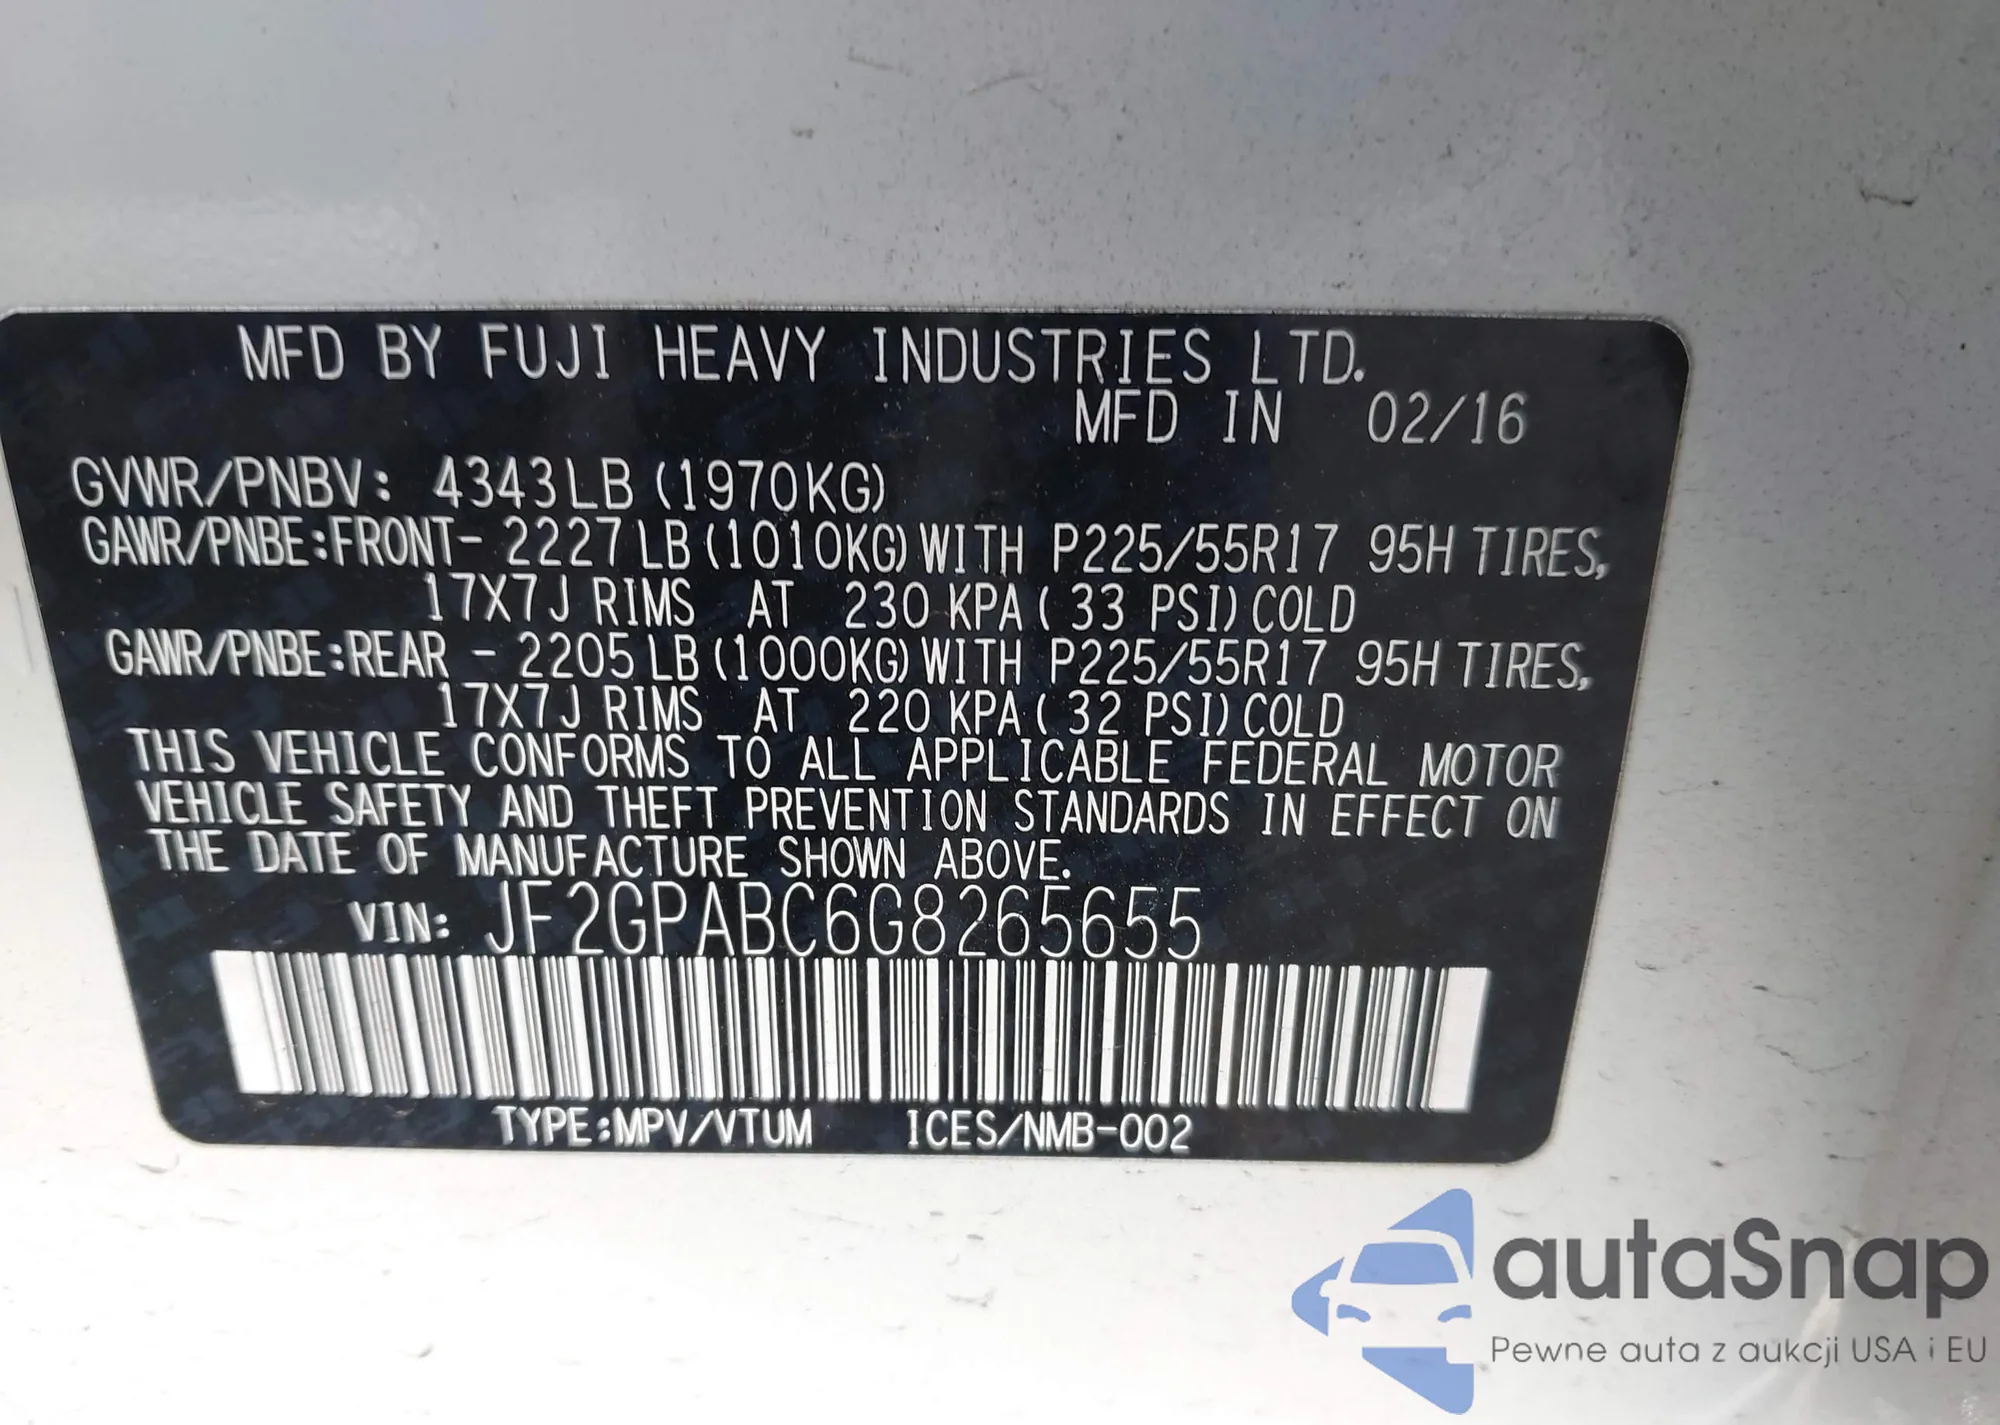 MFD BY FUJI HEAVY INDUSTRIES LTD.
MFD IN 02/16
GVWR/PNBV: 4343LB (1970KG)
GAWR/PNBE:FRONT- 2227LB (1010KG) WITH P225/55R17 95H TIRES,
17X7J RIMS AT 230 KPA ( 33 PSI) COLD
GAWR/PNBE:REAR - 2205LB (1000KG) WITH P225/55R17 95H TIRES,
17X7J RIMS AT 220 KPA ( 32 PSI) COLD
THIS VEHICLE CONFORMS TO ALL APPLICABLE FEDERAL MOTOR
VEHICLE SAFETY AND THEFT PREVENTION STANDARDS IN EFFECT ON
THE DATE OF MANUFACTURE SHOWN ABOVE.
VIN: JF2GPABC6G8265655
TYPE:MPV/VTUM ICES/NMB-002
autaSnap
Pewne auta z aukcji USA i EU